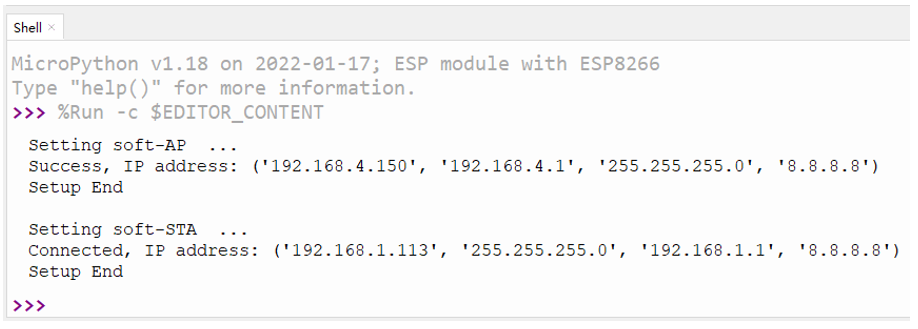 Shell ×
MicroPython v1.18 on 2022-01-17; ESP module with ESP8266
Type "help()" for more information.
>>> %Run -c $EDITOR_CONTENT
Setting soft-AP  ...
Success, IP address: ('192.168.4.150', '192.168.4.1', '255.255.255.0', '8.8.8.8')
Setup End
Setting soft-STA  ...
Connected, IP address: ('192.168.1.113', '255.255.255.0', '192.168.1.1', '8.8.8.8')
Setup End
>>>